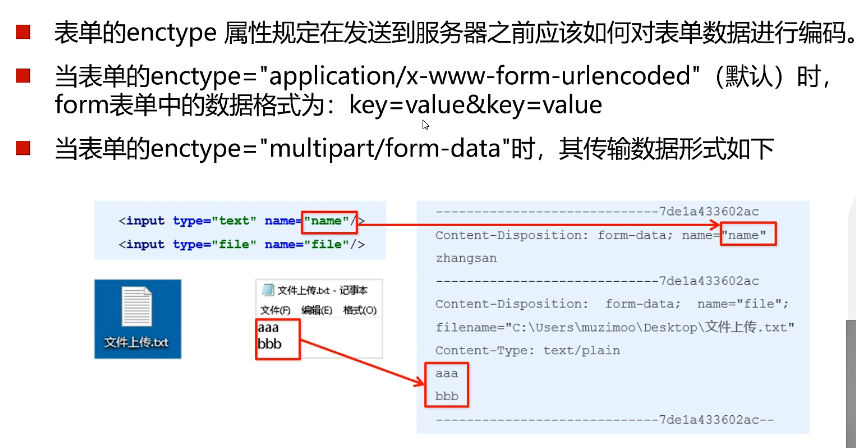 表单的enctype 属性规定在发送到服务器之前应该如何对表单数据进行编码。
当表单的enctype="application/x-www-form-urlencoded"（默认）时，
form表单中的数据格式为：key=value&key=value
当表单的enctype="multipart/form-data"时，其传输数据形式如下
<input type="text" name="name"/>
<input type="file" name="file"/>
文件上传.txt
文件上传.txt - 记事本
文件(F) 编辑(E) 格式(O)
aaa
bbb
-----------------------------7de1a433602ac
Content-Disposition: form-data; name="name"
zhangsan
-----------------------------7de1a433602ac
Content-Disposition: form-data; name="file";
filename="C:\Users\muzimoo\Desktop\文件上传.txt"
Content-Type: text/plain
aaa
bbb
-----------------------------7de1a433602ac--